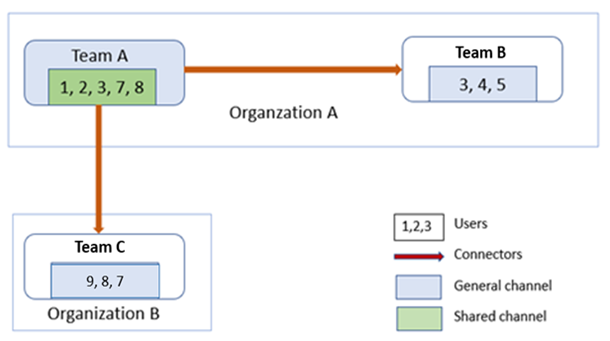 Team A
1, 2, 3, 7, 8
Team B
3, 4, 5
Organzation A
Team C
9, 8, 7
Organization B
1,2,3 Users
Connectors
General channel
Shared channel